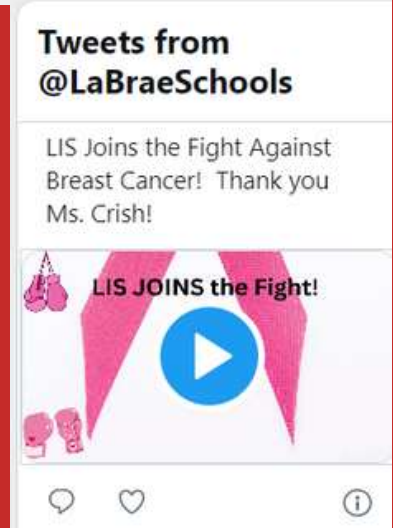 Tweets from
@LaBraeSchools
LIS Joins the Fight Against
Breast Cancer!  Thank you
Ms. Crish!
LIS JOINS the Fight!